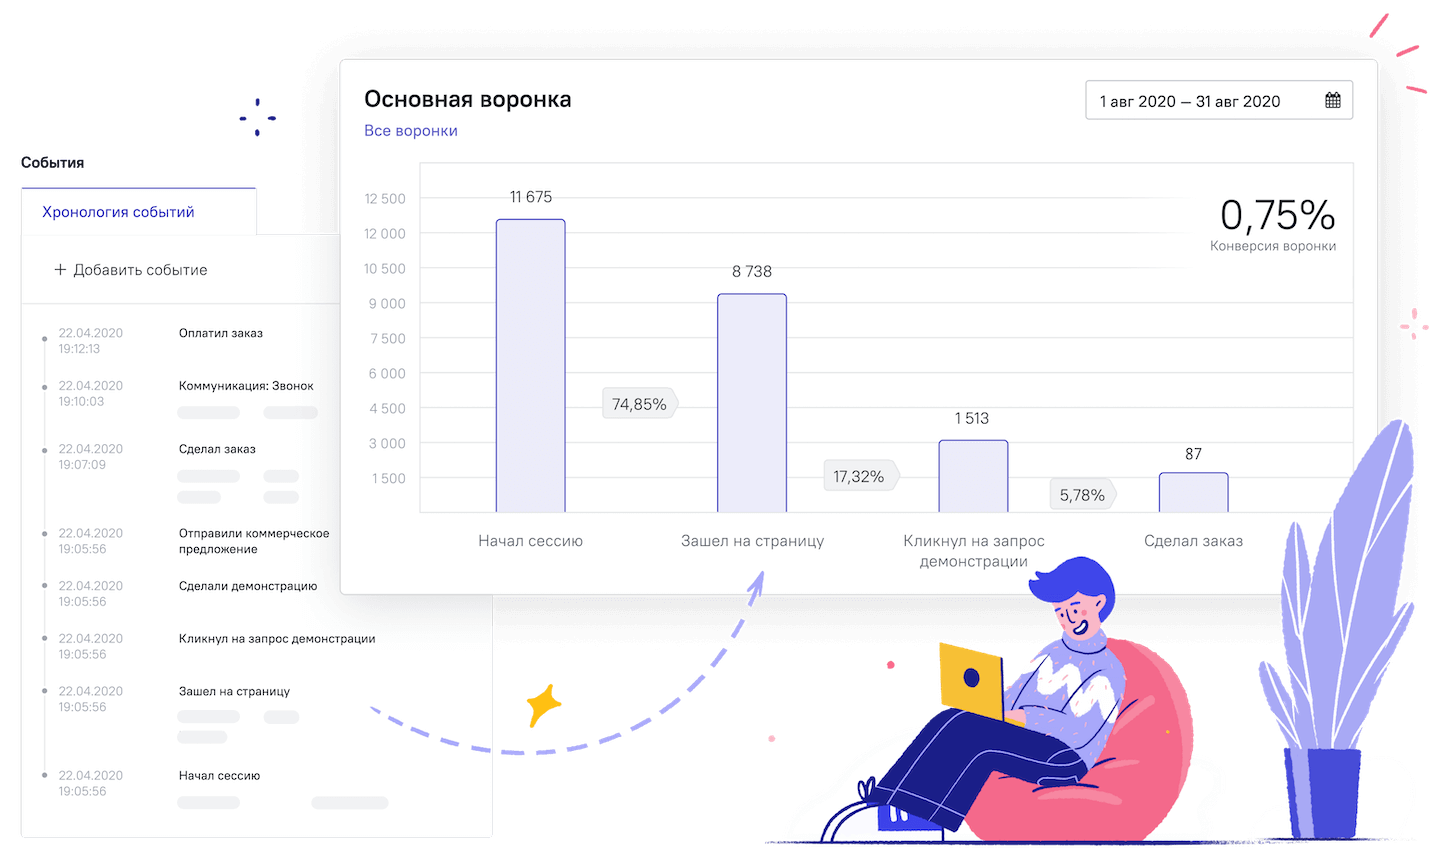 Основная воронка
Все воронки
1 авг 2020 – 31 авг 2020
12 500
12 000
10 500
9 000
7 500
6 000
4 500
3 000
1 500
11 675
8 738
1 513
87
74,85%
17,32%
5,78%
0,75%
Конверсия воронки
Начал сессию
Зашел на страницу
Кликнул на запрос
демонстрации
Сделал заказ
События
Хронология событий
+ Добавить событие
22.04.2020
19:12:13
Оплатил заказ
22.04.2020
19:10:03
Коммуникация: Звонок
22.04.2020
19:07:09
Сделал заказ
22.04.2020
19:05:56
Отправили коммерческое
предложение
22.04.2020
19:05:56
Сделали демонстрацию
22.04.2020
19:05:56
Кликнул на запрос демонстрации
22.04.2020
19:05:56
Зашел на страницу
22.04.2020
19:05:56
Начал сессию